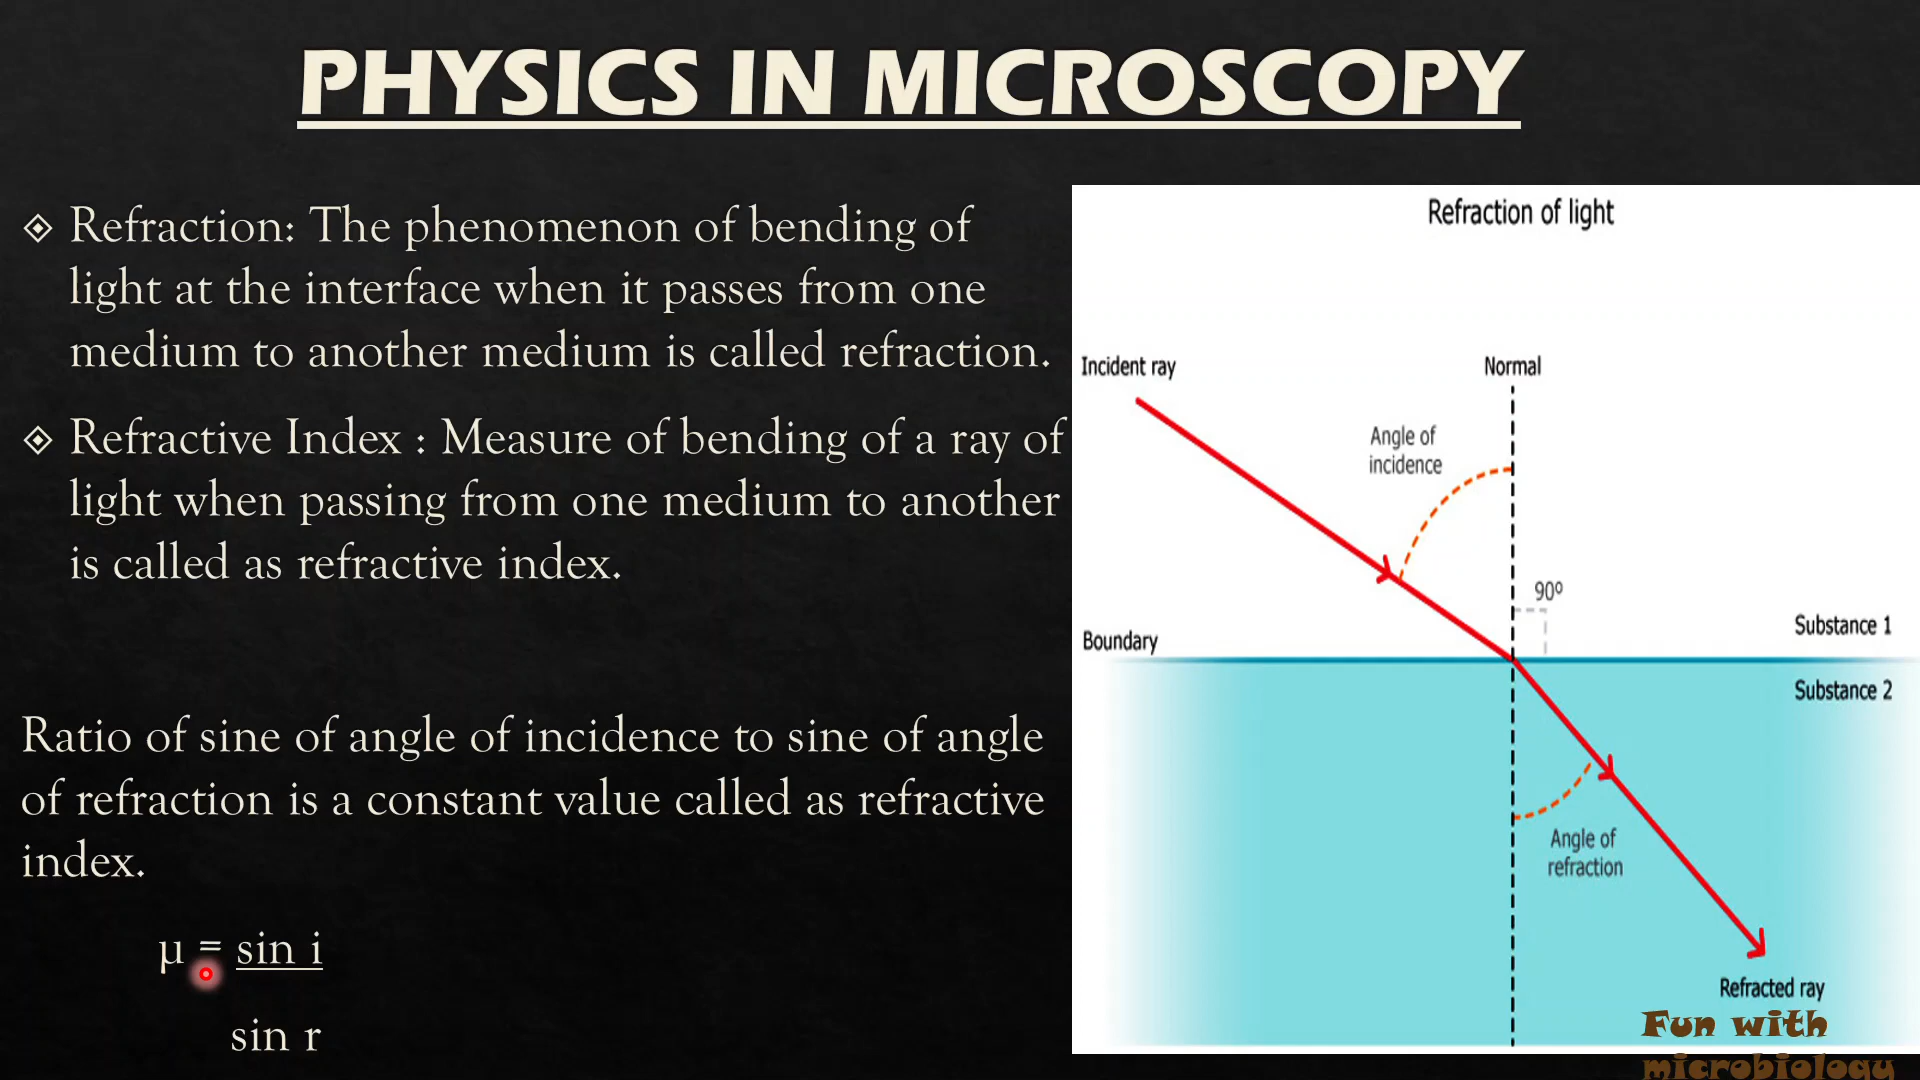 PHYSICS IN MICROSCOPY
Refraction: The phenomenon of bending of
light at the interface when it passes from one
medium to another medium is called refraction.
Refractive Index : Measure of bending of a ray of
light when passing from one medium to another
is called as refractive index.
Ratio of sine of angle of incidence to sine of angle
of refraction is a constant value called as refractive
index.
μ = sin i
sin r
Refraction of light
Incident ray
Normal
Angle of
incidence
90º
Substance 1
Boundary
Substance 2
Angle of
refraction
Refracted ray
Fun with
microbiology